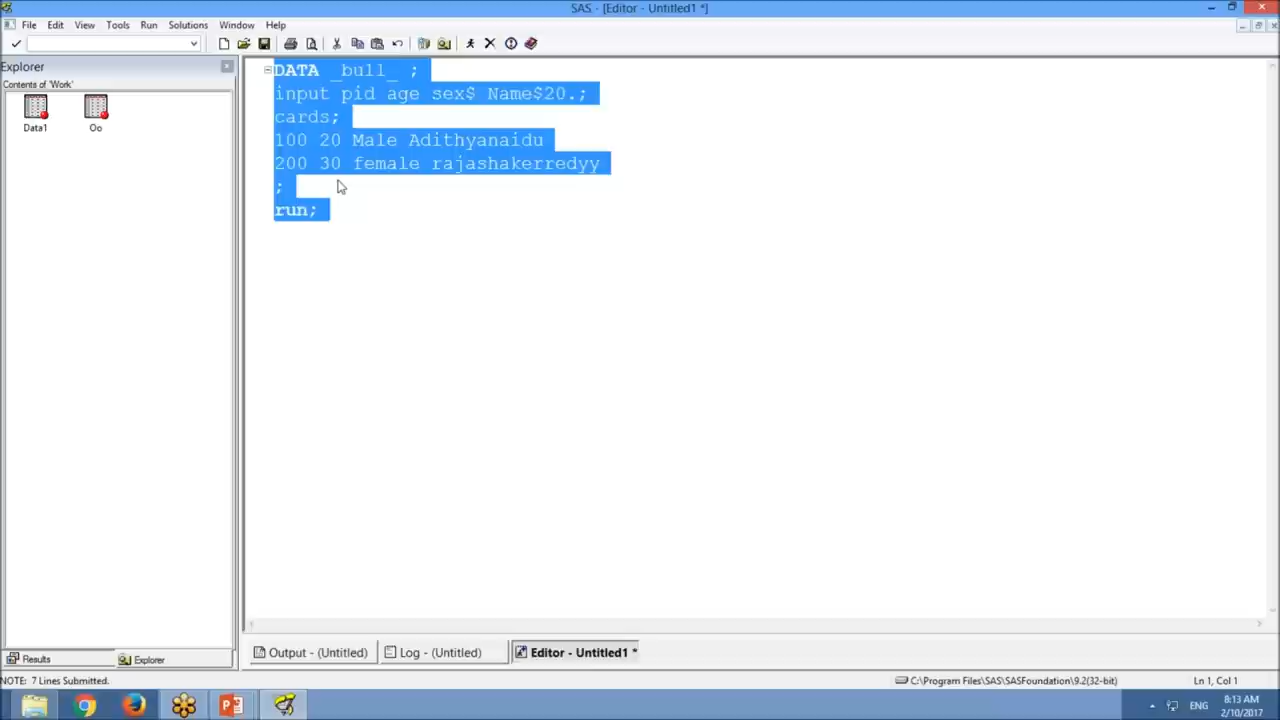 SAS - [Editor - Untitled1 *]
File Edit View Tools Run Solutions Window Help
Explorer
Contents of 'Work'
Data1 Oo
DATA _bull_ ;
input pid age sex$ Name$20.;
cards;
100 20 Male Adithyanaidu
200 30 female rajashakerredyy
;
run;
Results Explorer
Output - (Untitled) Log - (Untitled) Editor - Untitled1 *
NOTE: 7 Lines Submitted. C:\Program Files\SAS\SASFoundation\9.2(32-bit) Ln 1, Col 1
ENG 8:13 AM
2/10/2017